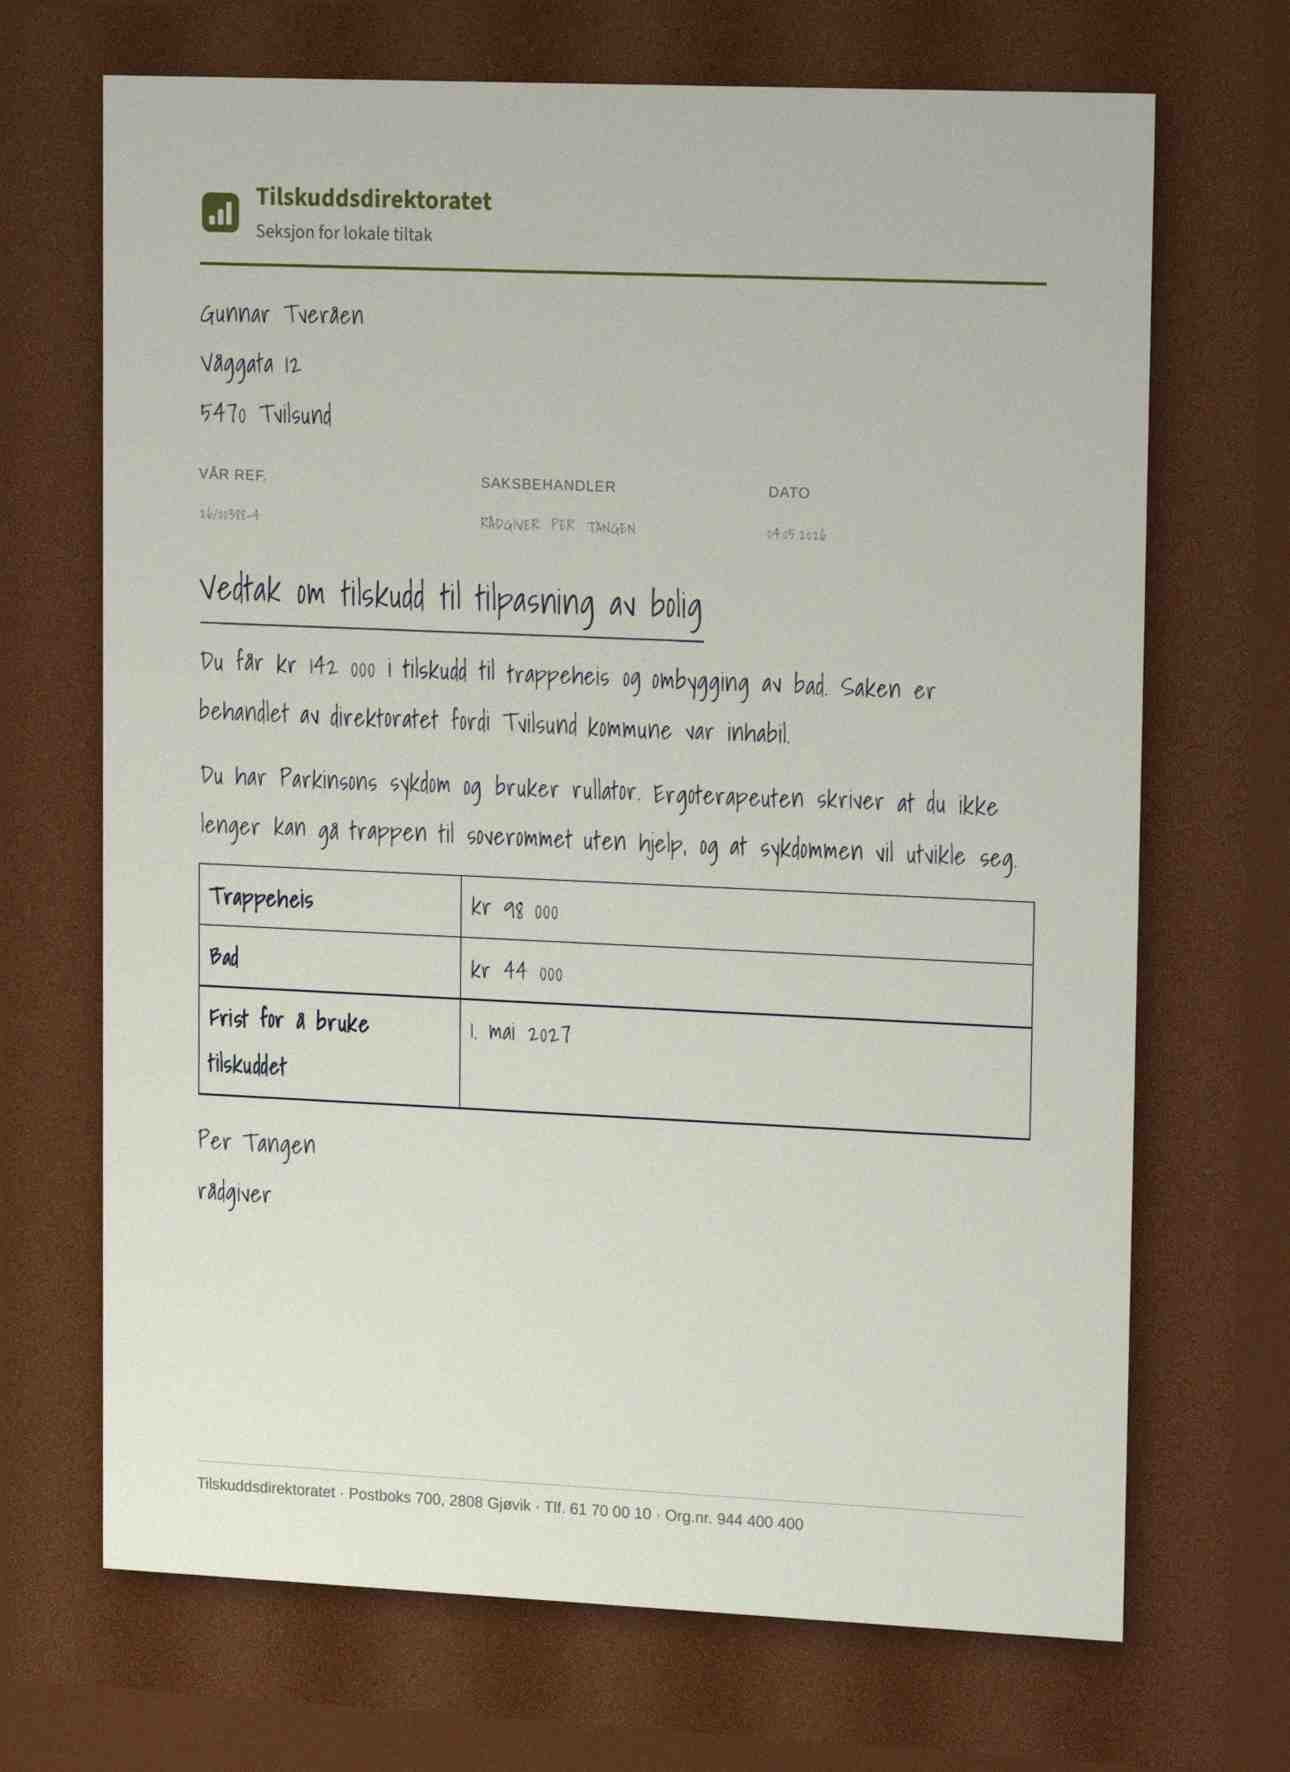 Tilskuddsdirektoratet
Seksjon for lokale tiltak
Gunnar Tveråen
Våggata 12
5470 Tvilsund
VÅR REF.
SAKSBEHANDLER
DATO
RÅDGIVER PER TANGEN
04.05.2026
Vedtak om tilskudd til tilpasning av bolig
Du får kr 142 000 i tilskudd til trappeheis og ombygging av bad. Saken er
behandlet av direktoratet fordi Tvilsund kommune var inhabil.
Du har Parkinsons sykdom og bruker rullator. Ergoterapeuten skriver at du ikke
lenger kan gå trappen til soverommet uten hjelp, og at sykdommen vil utvikle seg.
Trappeheis kr 98 000
Bad kr 44 000
Frist for å bruke 1. mai 2027
tilskuddet
Per Tangen
rådgiver
Tilskuddsdirektoratet · Postboks 700, 2808 Gjøvik · Tlf. 61 70 00 10 · Org.nr. 944 400 400